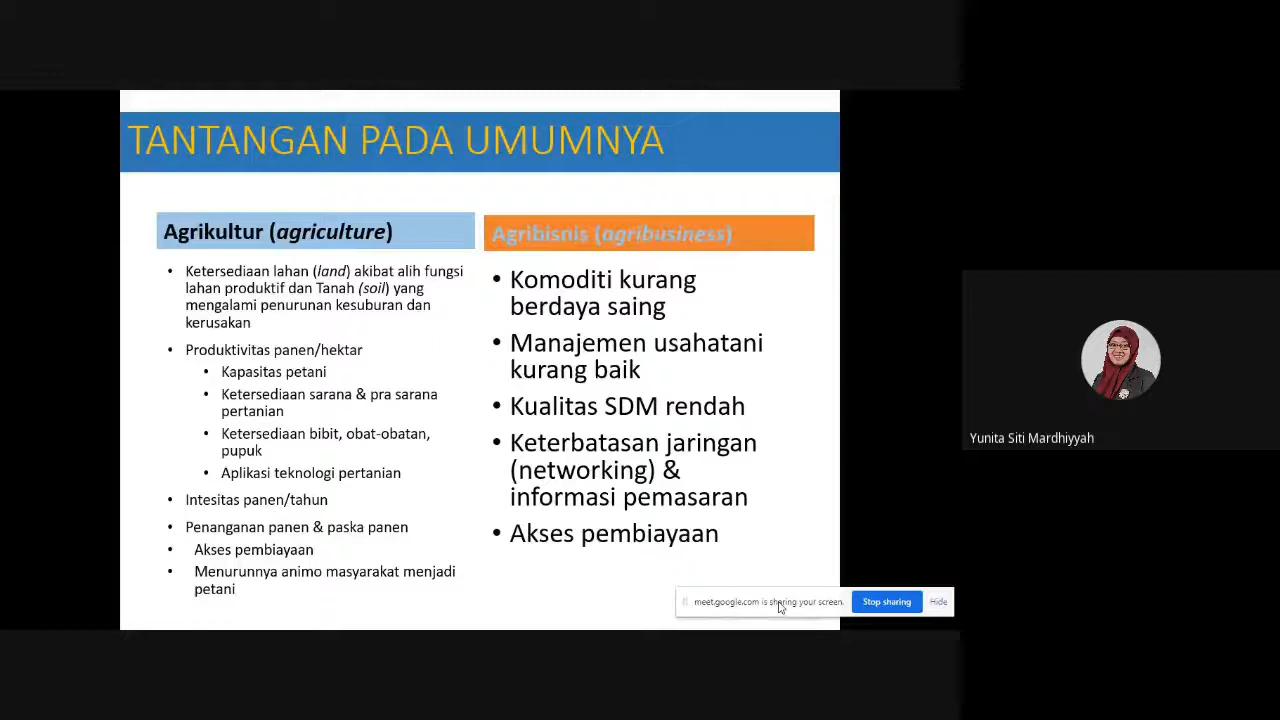 TANTANGAN PADA UMUMNYA
Agrikultur (agriculture)
• Ketersediaan lahan (land) akibat alih fungsi
lahan produktif dan Tanah (soil) yang
mengalami penurunan kesuburan dan
kerusakan
• Produktivitas panen/hektar
• Kapasitas petani
• Ketersediaan sarana & pra sarana
pertanian
• Ketersediaan bibit, obat-obatan,
pupuk
• Aplikasi teknologi pertanian
• Intesitas panen/tahun
• Penanganan panen & paska panen
• Akses pembiayaan
• Menurunnya animo masyarakat menjadi
petani
Agribisnis (agribusiness)
• Komoditi kurang
berdaya saing
• Manajemen usahatani
kurang baik
• Kualitas SDM rendah
• Keterbatasan jaringan
(networking) &
informasi pemasaran
• Akses pembiayaan
meet.google.com is sharing your screen.
Stop sharing
Hide
Yunita Siti Mardhiyyah